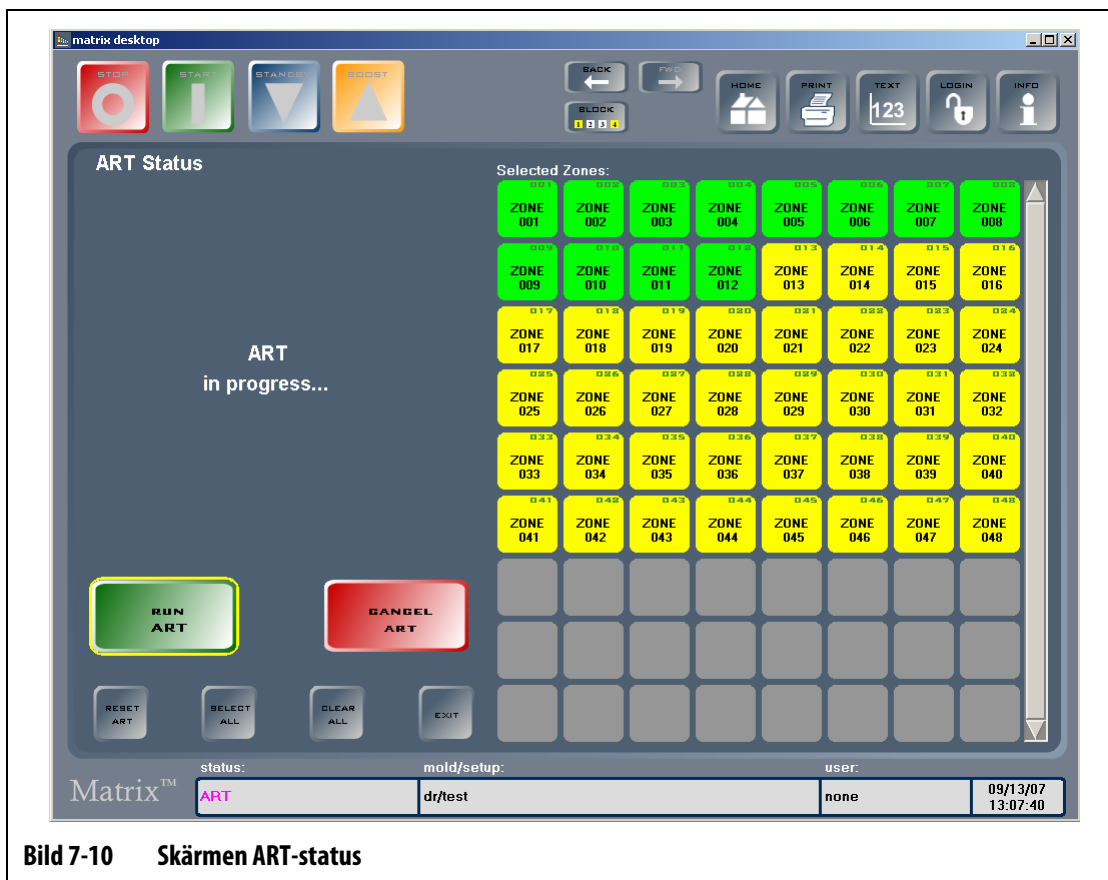 matrix desktop
STOP
START
STANDBY
BOOST
BACK
FWD
BLOCK
1 2 3 4
HOME
PRINT
TEXT
123
LOGIN
INFO
ART Status
Selected Zones:
001 002 003 004 005 006 007 008
ZONE ZONE ZONE ZONE ZONE ZONE ZONE ZONE
001 002 003 004 005 006 007 008
009 010 011 012 013 014 015 016
ZONE ZONE ZONE ZONE ZONE ZONE ZONE ZONE
009 010 011 012 013 014 015 016
017 018 019 020 021 022 023 024
ZONE ZONE ZONE ZONE ZONE ZONE ZONE ZONE
017 018 019 020 021 022 023 024
025 026 027 028 029 030 031 032
ZONE ZONE ZONE ZONE ZONE ZONE ZONE ZONE
025 026 027 028 029 030 031 032
033 034 035 036 037 038 039 040
ZONE ZONE ZONE ZONE ZONE ZONE ZONE ZONE
033 034 035 036 037 038 039 040
041 042 043 044 045 046 047 048
ZONE ZONE ZONE ZONE ZONE ZONE ZONE ZONE
041 042 043 044 045 046 047 048
ART
in progress...
RUN
ART
CANCEL
ART
RESET
ART
SELECT
ALL
CLEAR
ALL
EXIT
Matrix™
status:
ART
mold/setup:
dr/test
user:
none
09/13/07
13:07:40
Bild 7-10 Skärmen ART-status